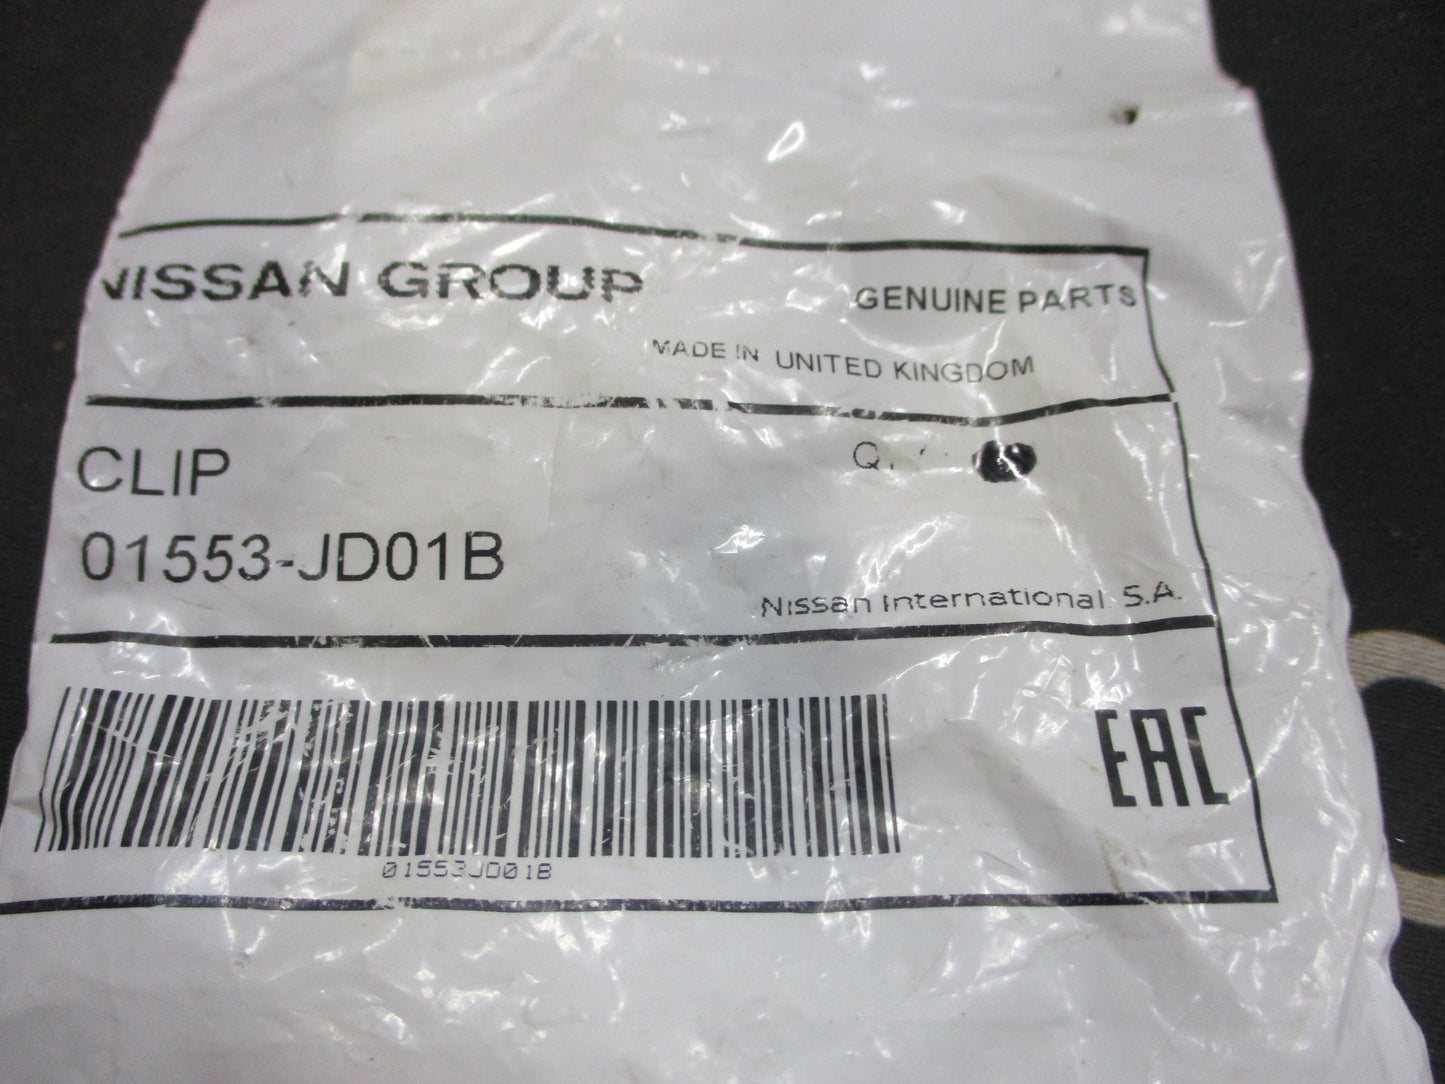 NISSAN GROUP
GENUINE PARTS
MADE IN UNITED KINGDOM
CLIP
01553-JD01B
Nissan International S.A.
EAC
01553JD01B